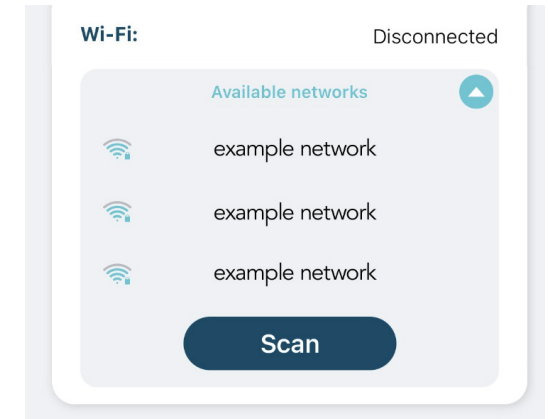 Wi-Fi: Disconnected
Available networks
example network
example network
example network
Scan